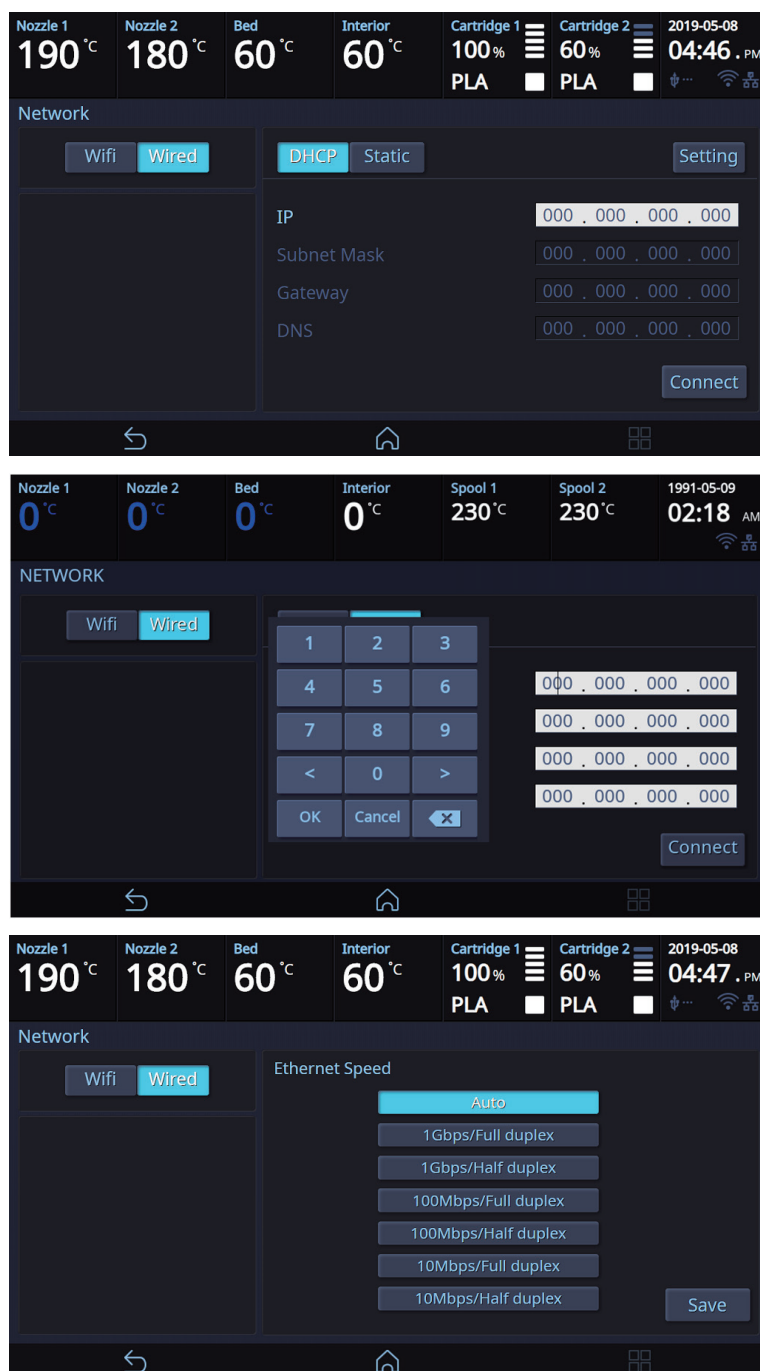 Nozzle 1 Nozzle 2 Bed Interior Cartridge 1 Cartridge 2 2019-05-08
190 °C 180 °C 60 °C 60 °C 100 % 60 % 04:46 . PM
PLA PLA
Network
Wifi Wired DHCP Static Setting
IP 000 . 000 . 000 . 000
Subnet Mask 000 . 000 . 000 . 000
Gateway 000 . 000 . 000 . 000
DNS 000 . 000 . 000 . 000
Connect
Nozzle 1 Nozzle 2 Bed Interior Spool 1 Spool 2 1991-05-09
0 °C 0 °C 0 °C 0 °C 230 °C 230 °C 02:18 AM
NETWORK
Wifi Wired
1 2 3
4 5 6 000 . 000 . 000 . 000
7 8 9 000 . 000 . 000 . 000
< 0 > 000 . 000 . 000 . 000
OK Cancel 000 . 000 . 000 . 000
Connect
Nozzle 1 Nozzle 2 Bed Interior Cartridge 1 Cartridge 2 2019-05-08
190 °C 180 °C 60 °C 60 °C 100 % 60 % 04:47 . PM
PLA PLA
Network
Wifi Wired Ethernet Speed
Auto
1Gbps/Full duplex
1Gbps/Half duplex
100Mbps/Full duplex
100Mbps/Half duplex
10Mbps/Full duplex
10Mbps/Half duplex
Save